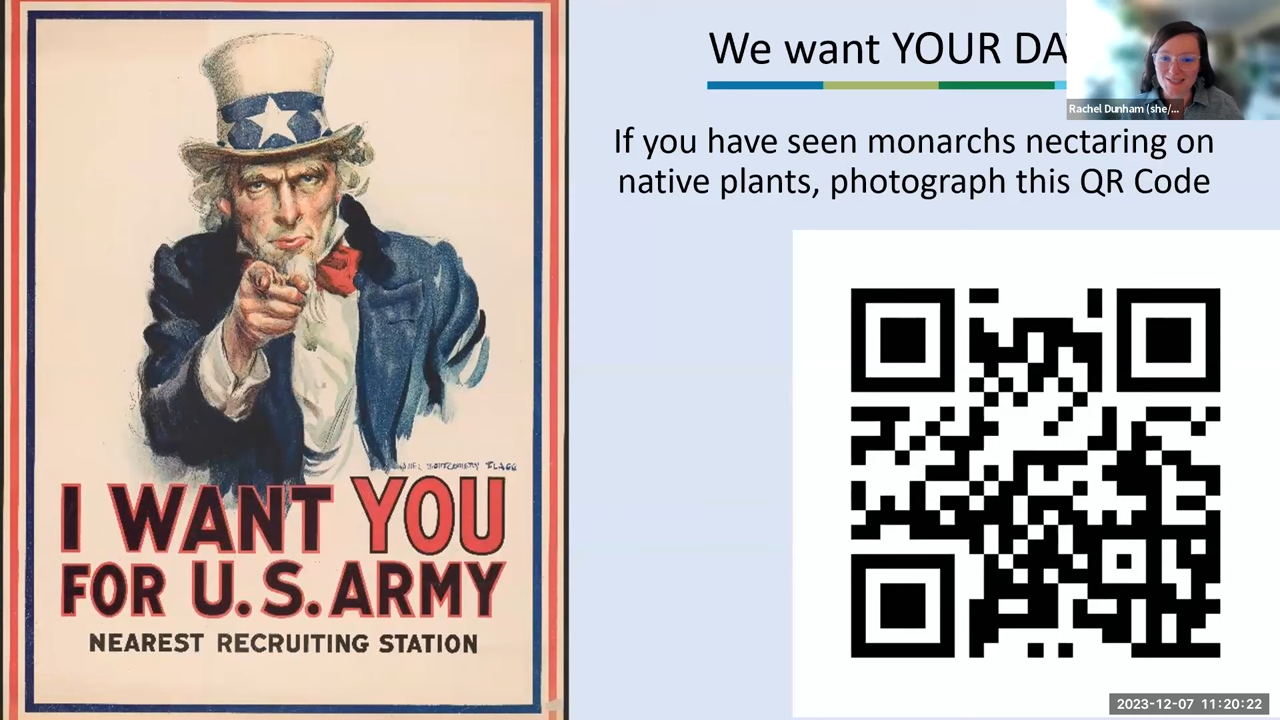 I WANT YOU
FOR U.S. ARMY
NEAREST RECRUITING STATION
We want YOUR DA
Rachel Dunham (she/...
If you have seen monarchs nectaring on
native plants, photograph this QR Code
2023-12-07 11:20:22